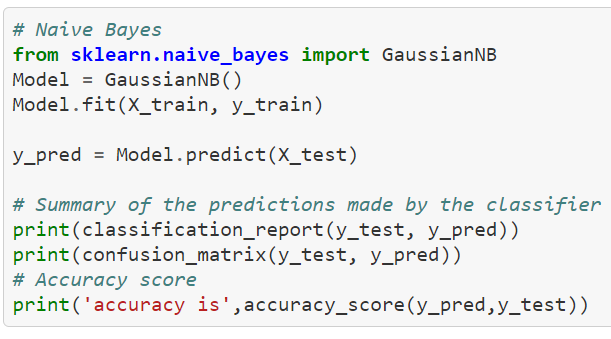 # Naive Bayes
from sklearn.naive_bayes import GaussianNB
Model = GaussianNB()
Model.fit(X_train, y_train)
y_pred = Model.predict(X_test)
# Summary of the predictions made by the classifier
print(classification_report(y_test, y_pred))
print(confusion_matrix(y_test, y_pred))
# Accuracy score
print('accuracy is',accuracy_score(y_pred,y_test))